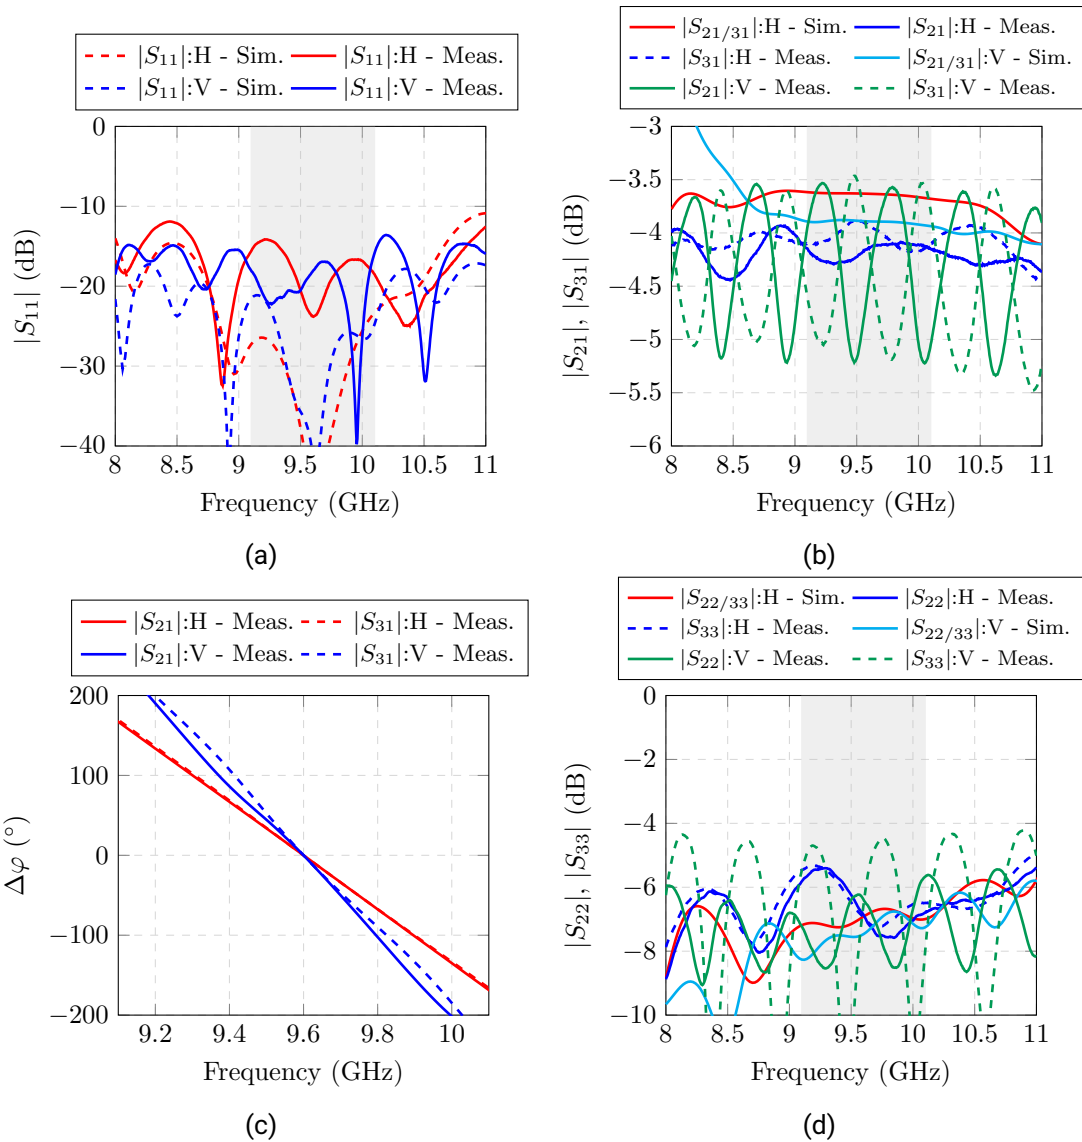 |S11|:H - Sim. |S11|:H - Meas.
|S11|:V - Sim. |S11|:V - Meas.
0
−10
−20
−30
−40
|S11| (dB)
8 8.5 9 9.5 10 10.5 11
Frequency (GHz)
(a)
|S21/31|:H - Sim. |S21|:H - Meas.
|S31|:H - Meas. |S21/31|:V - Sim.
|S21|:V - Meas. |S31|:V - Meas.
−3
−3.5
−4
−4.5
−5
−5.5
−6
|S21|, |S31| (dB)
8 8.5 9 9.5 10 10.5 11
Frequency (GHz)
(b)
|S21|:H - Meas. |S31|:H - Meas.
|S21|:V - Meas. |S31|:V - Meas.
200
100
0
−100
−200
Δφ (°)
9.2 9.4 9.6 9.8 10
Frequency (GHz)
(c)
|S22/33|:H - Sim. |S22|:H - Meas.
|S33|:H - Meas. |S22/33|:V - Sim.
|S22|:V - Meas. |S33|:V - Meas.
0
−2
−4
−6
−8
−10
|S22|, |S33| (dB)
8 8.5 9 9.5 10 10.5 11
Frequency (GHz)
(d)